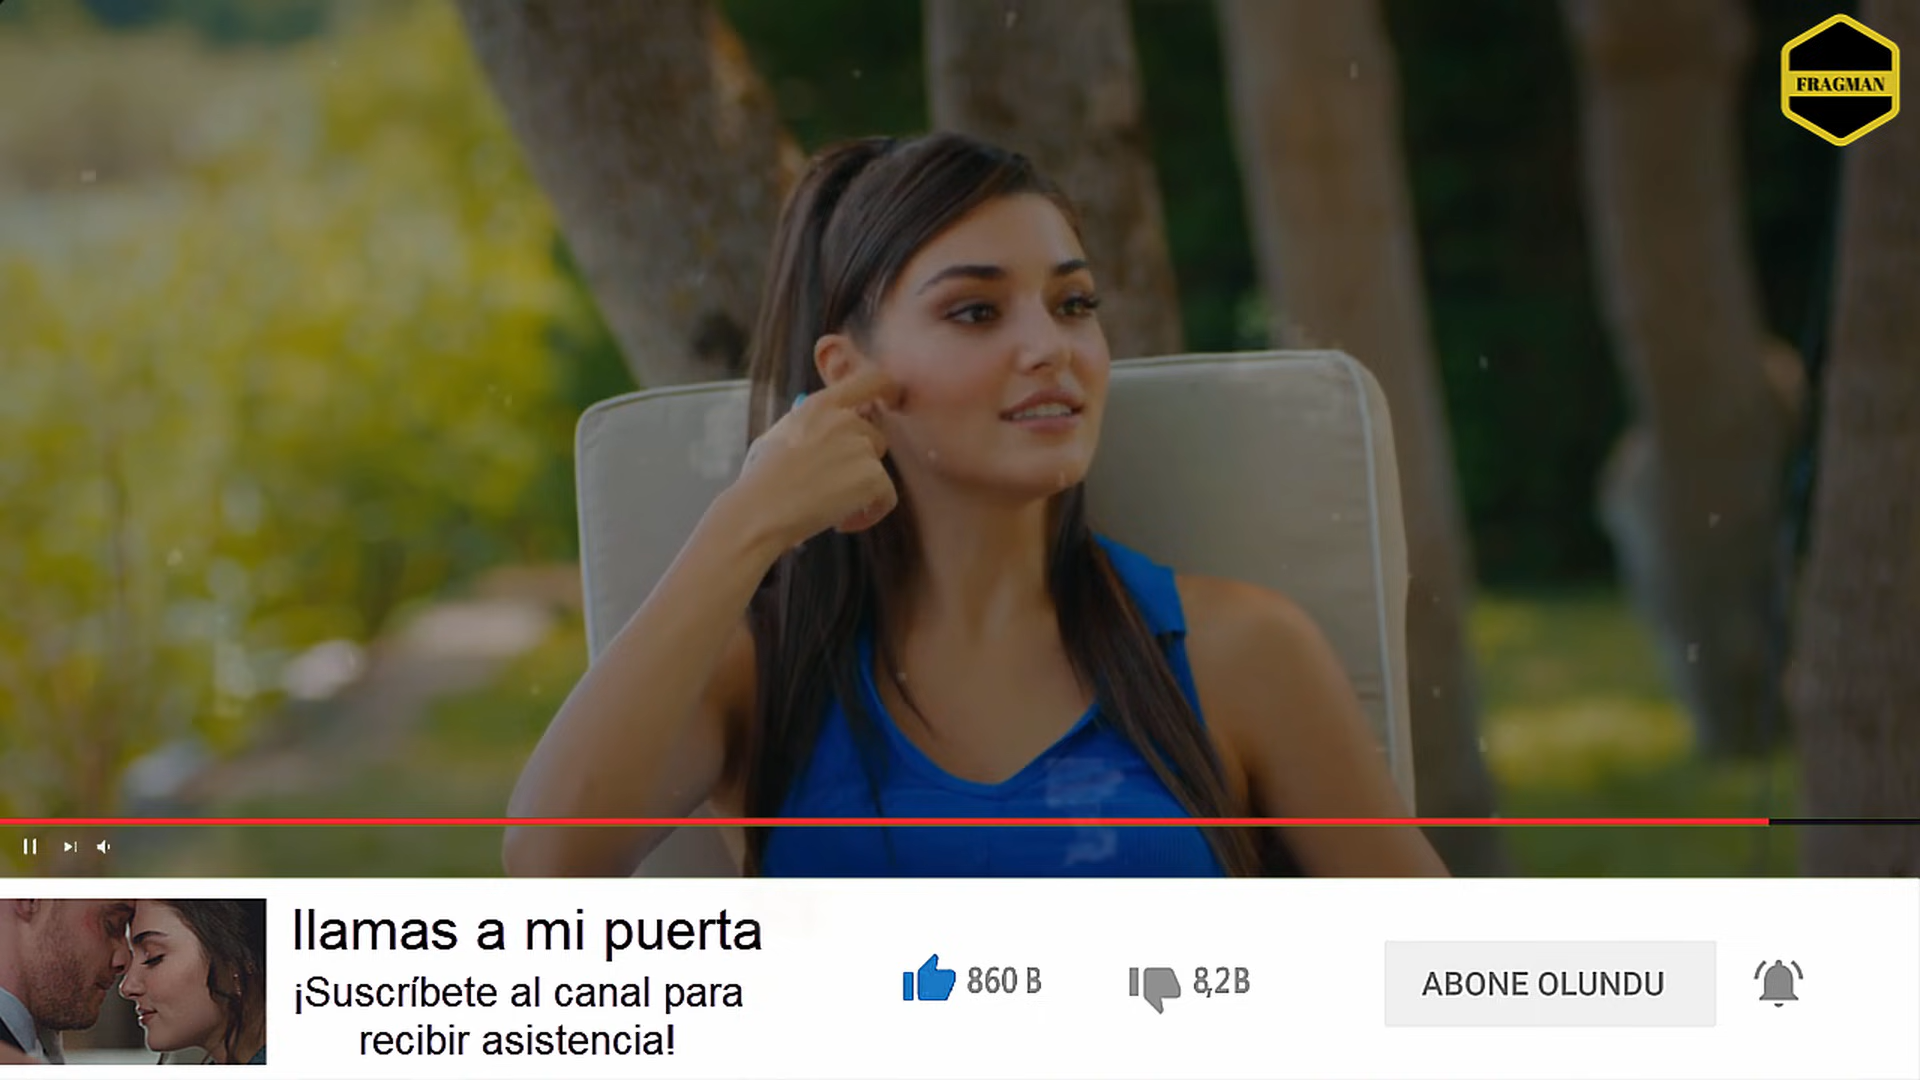 FRAGMAN
llamas a mi puerta
¡Suscríbete al canal para
recibir asistencia!
860 B
8,2B
ABONE OLUNDU